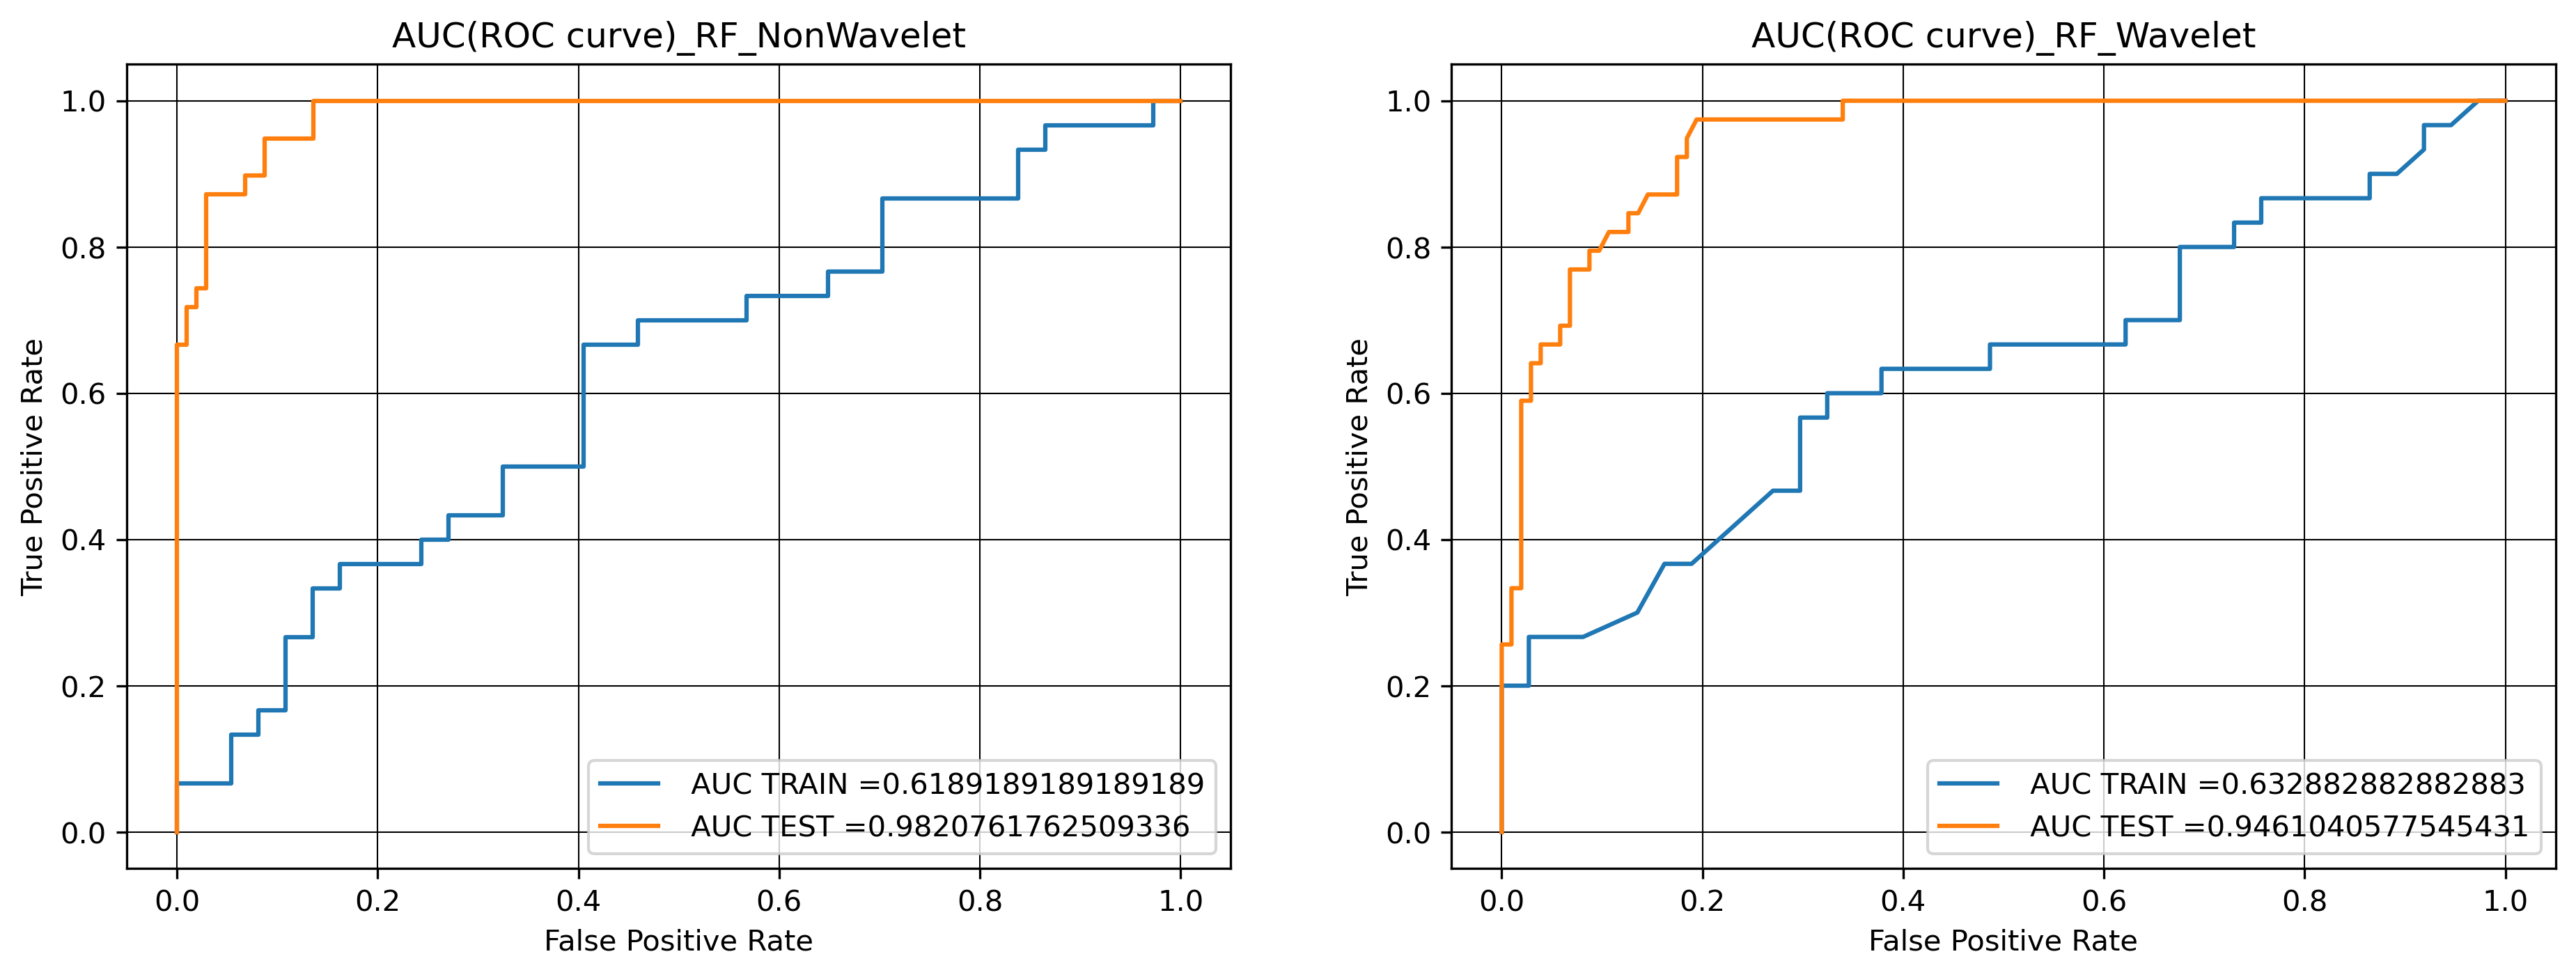 AUC(ROC curve)_RF_NonWavelet
True Positive Rate
1.0
0.8
0.6
0.4
0.2
0.0
AUC TRAIN =0.6189189189189189
AUC TEST =0.9820761762509336
0.0 0.2 0.4 0.6 0.8 1.0
False Positive Rate
AUC(ROC curve)_RF_Wavelet
True Positive Rate
1.0
0.8
0.6
0.4
0.2
0.0
AUC TRAIN =0.632882882882883
AUC TEST =0.9461040577545431
0.0 0.2 0.4 0.6 0.8 1.0
False Positive Rate